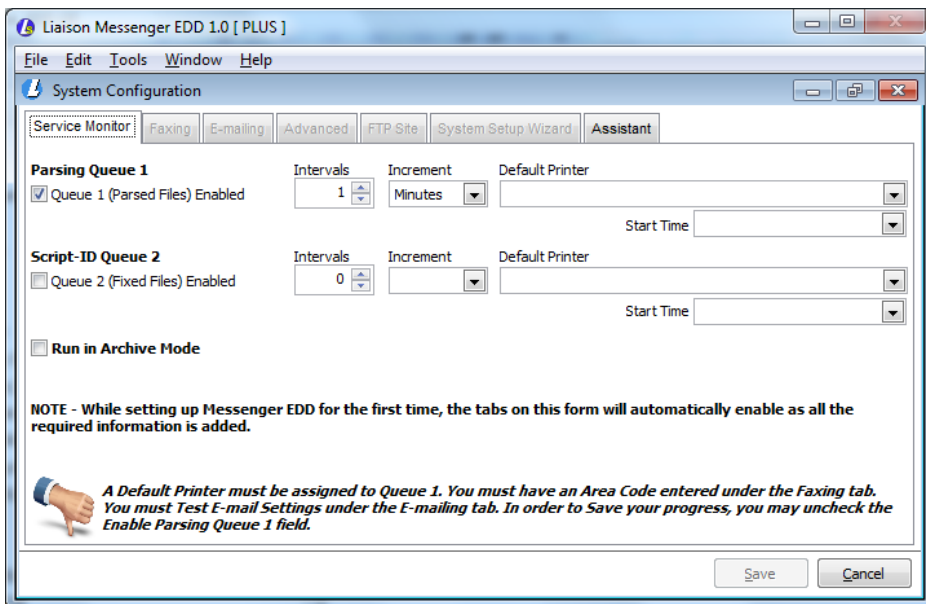 Liaison Messenger EDD 1.0 [ PLUS ]
File Edit Tools Window Help
System Configuration
Service Monitor Faxing E-mailing Advanced FTP Site System Setup Wizard Assistant
Parsing Queue 1 Intervals Increment Default Printer
Queue 1 (Parsed Files) Enabled 1 Minutes
Start Time
Script-ID Queue 2 Intervals Increment Default Printer
Queue 2 (Fixed Files) Enabled 0
Start Time
Run in Archive Mode
NOTE - While setting up Messenger EDD for the first time, the tabs on this form will automatically enable as all the
required information is added.
A Default Printer must be assigned to Queue 1. You must have an Area Code entered under the Faxing tab.
You must Test E-mail Settings under the E-mailing tab. In order to Save your progress, you may uncheck the
Enable Parsing Queue 1 field.
Save Cancel